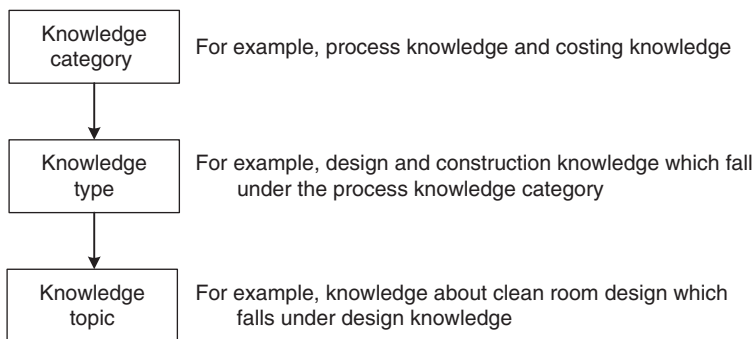 Knowledge
category
For example, process knowledge and costing knowledge
Knowledge
type
For example, design and construction knowledge which fall
under the process knowledge category
Knowledge
topic
For example, knowledge about clean room design which
falls under design knowledge